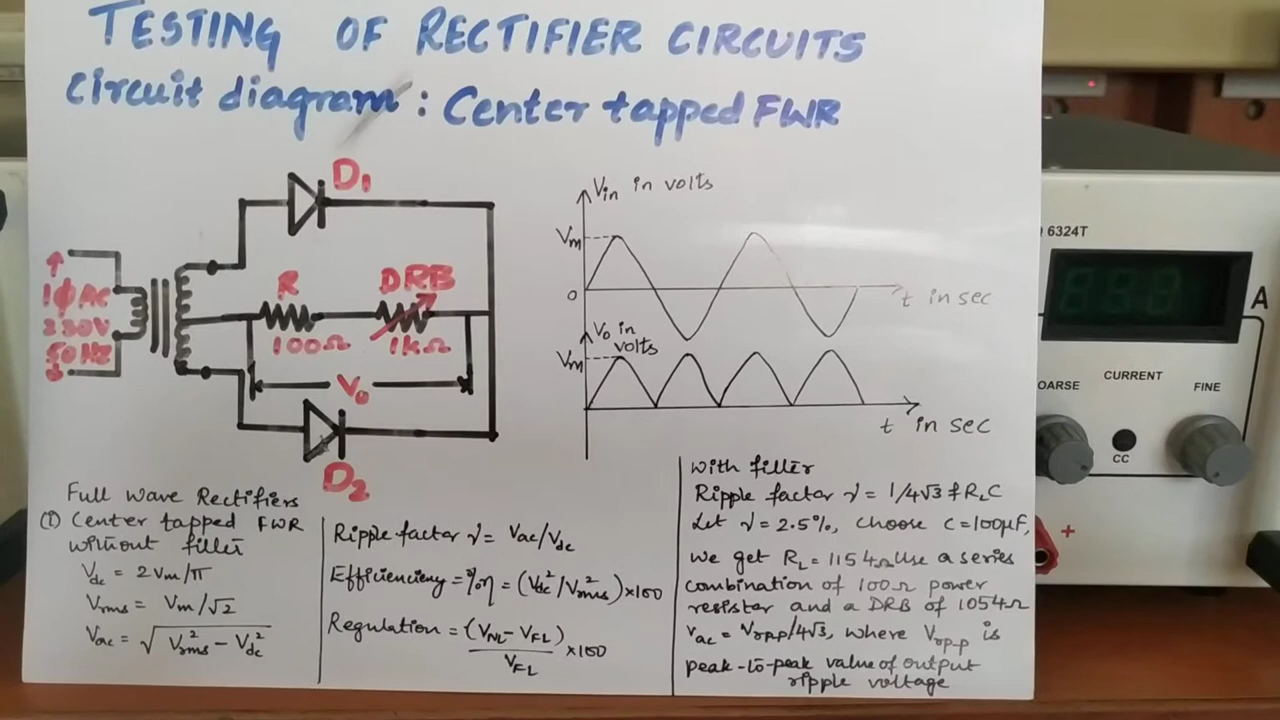 TESTING OF RECTIFIER CIRCUITS
Circuit diagram : Center tapped FWR
D1
1ϕ AC
230V
50 Hz
R
100Ω
DRB
1kΩ
V0
D2
Vin in volts
Vm
0
t in sec
V0 in
volts
Vm
t in sec
Full Wave Rectifiers
(1) Center tapped FWR
without filter
Vdc = 2Vm/π
Vrms = Vm/√2
Vac = √Vrms² - Vdc²
Ripple factor γ = Vac/Vdc
Efficienciency = %η = (Vdc²/Vrms²)×100
Regulation = (VNL - VFL)
VFL
×100
With filter
Ripple factor γ = 1/4√3 f RLC
Let γ = 2.5%, choose C = 100μF,
we get RL = 1154Ω Use a series
combination of 100Ω power
resistor and a DRB of 1054Ω
Vac = Vop-p/4√3, where Vop-p is
peak-to-peak value of output
ripple voltage
6324T
A
OARSE
CURRENT
FINE
CC
+